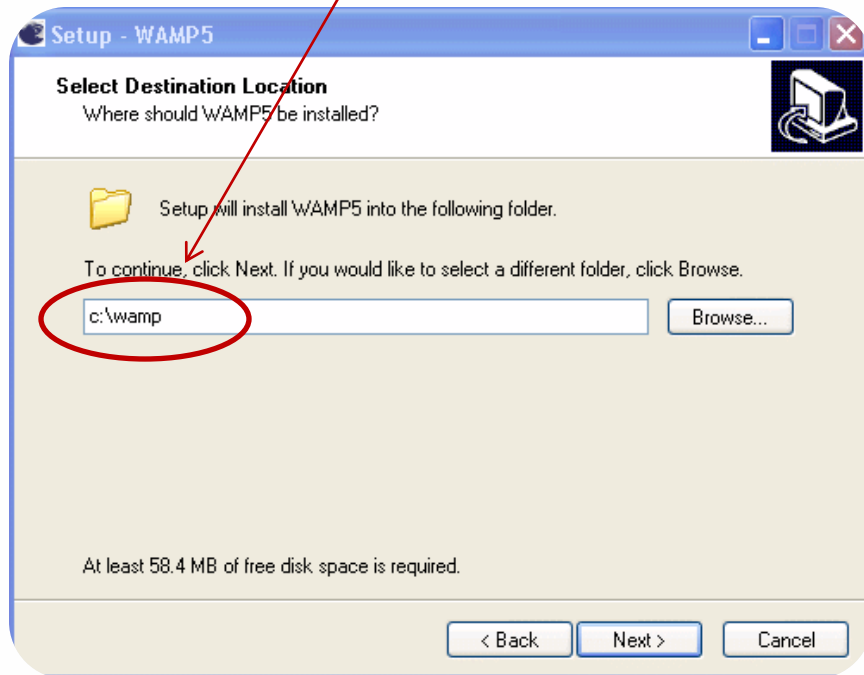 Setup - WAMP5
Select Destination Location
Where should WAMP5 be installed?
Setup will install WAMP5 into the following folder.
To continue, click Next. If you would like to select a different folder, click Browse.
c:\wamp
Browse...
At least 58.4 MB of free disk space is required.
< Back
Next >
Cancel